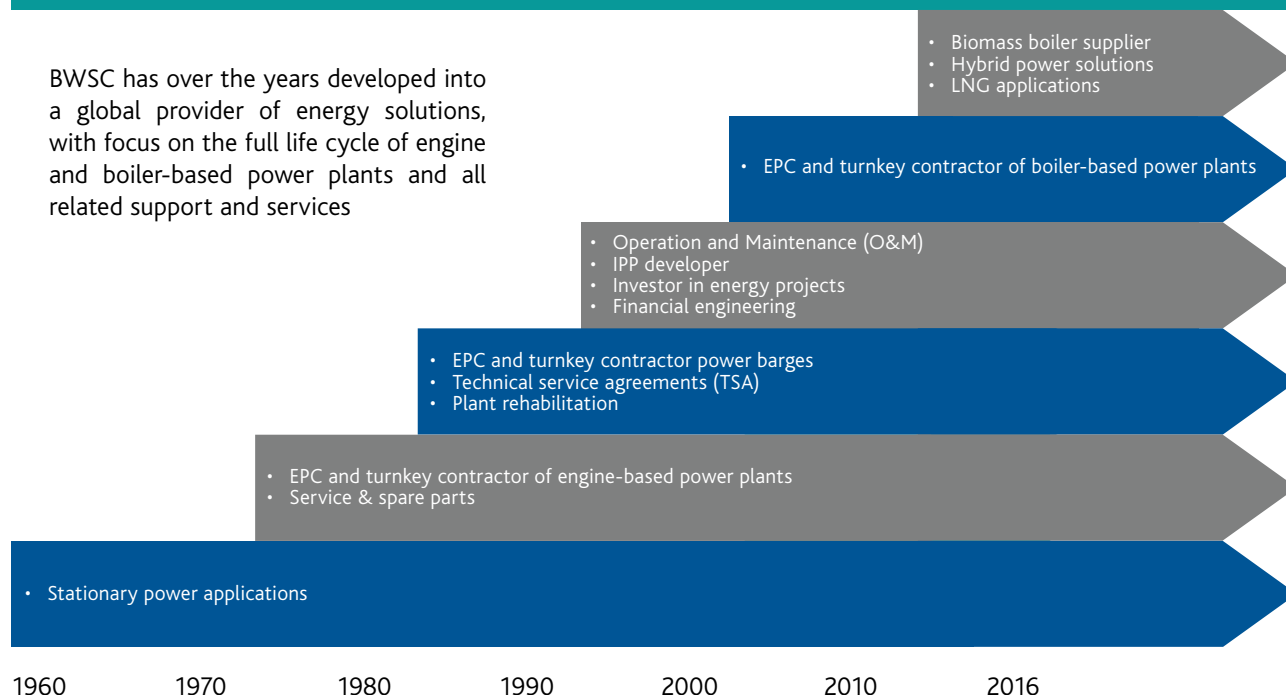 BWSC has over the years developed into
a global provider of energy solutions,
with focus on the full life cycle of engine
and boiler-based power plants and all
related support and services
• Biomass boiler supplier
• Hybrid power solutions
• LNG applications
• EPC and turnkey contractor of boiler-based power plants
• Operation and Maintenance (O&M)
• IPP developer
• Investor in energy projects
• Financial engineering
• EPC and turnkey contractor power barges
• Technical service agreements (TSA)
• Plant rehabilitation
• EPC and turnkey contractor of engine-based power plants
• Service & spare parts
• Stationary power applications
1960 1970 1980 1990 2000 2010 2016